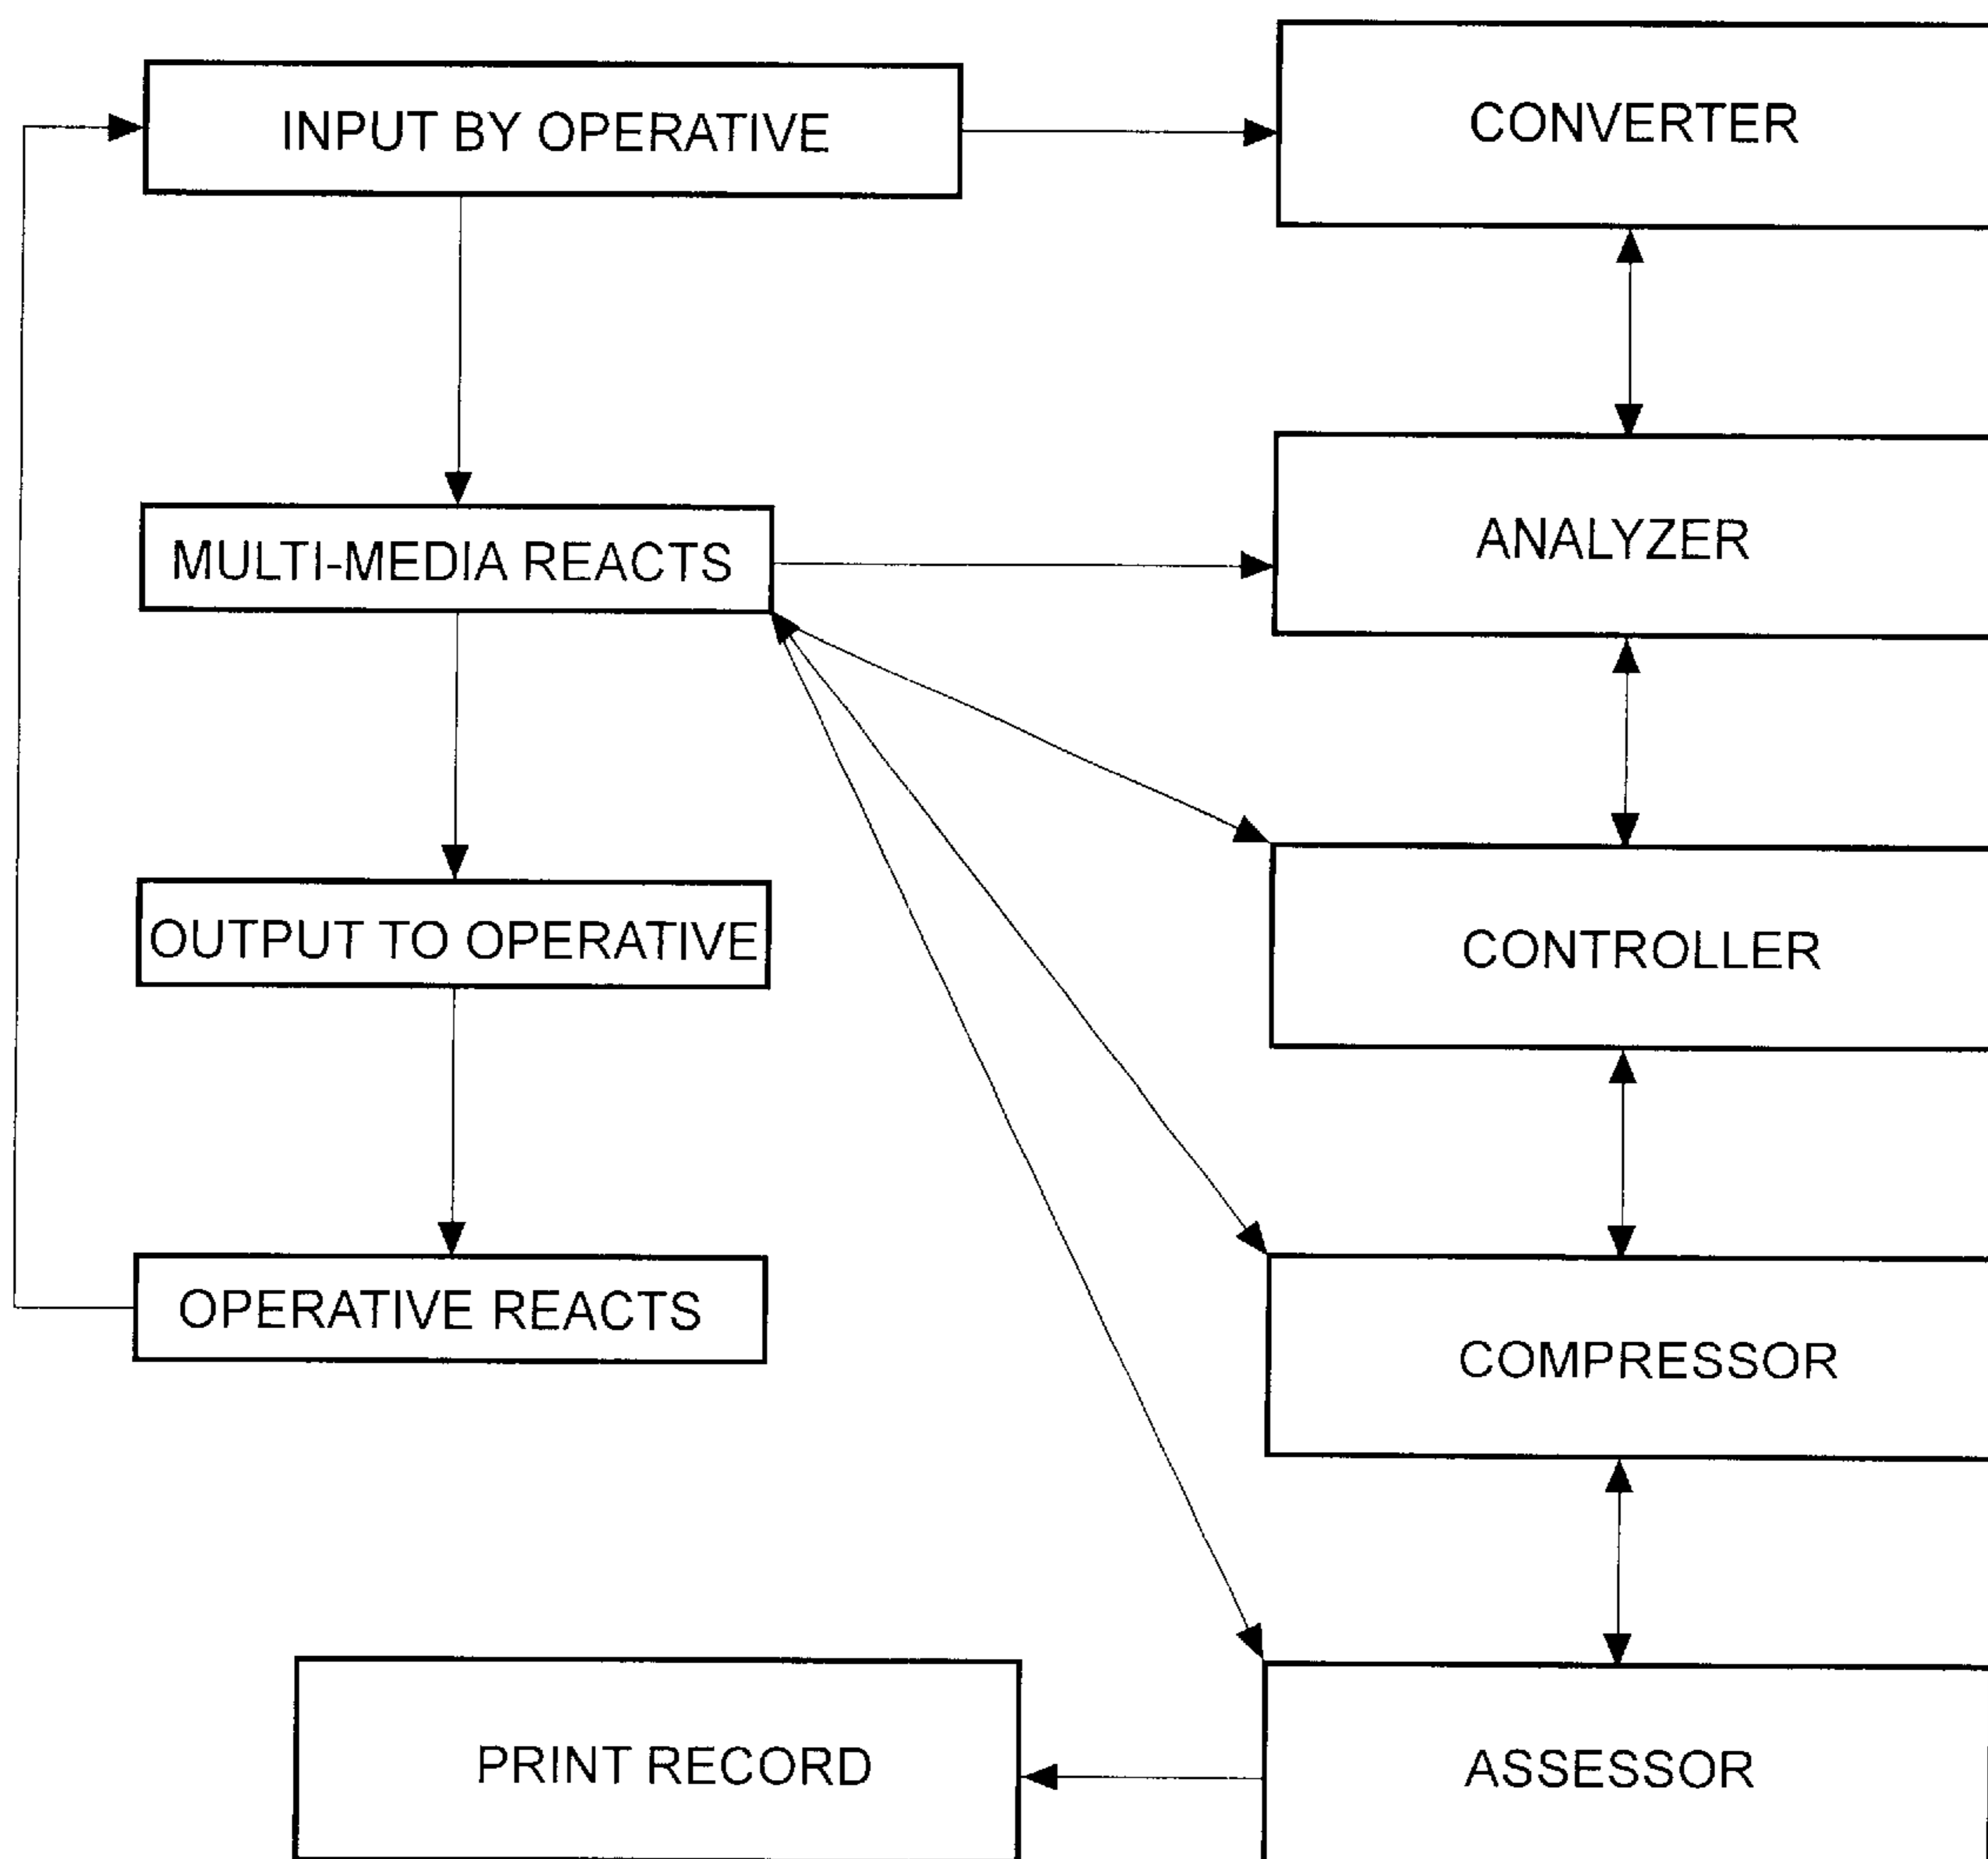 INPUT BY OPERATIVE
CONVERTER
MULTI-MEDIA REACTS
ANALYZER
OUTPUT TO OPERATIVE
CONTROLLER
OPERATIVE REACTS
COMPRESSOR
PRINT RECORD
ASSESSOR